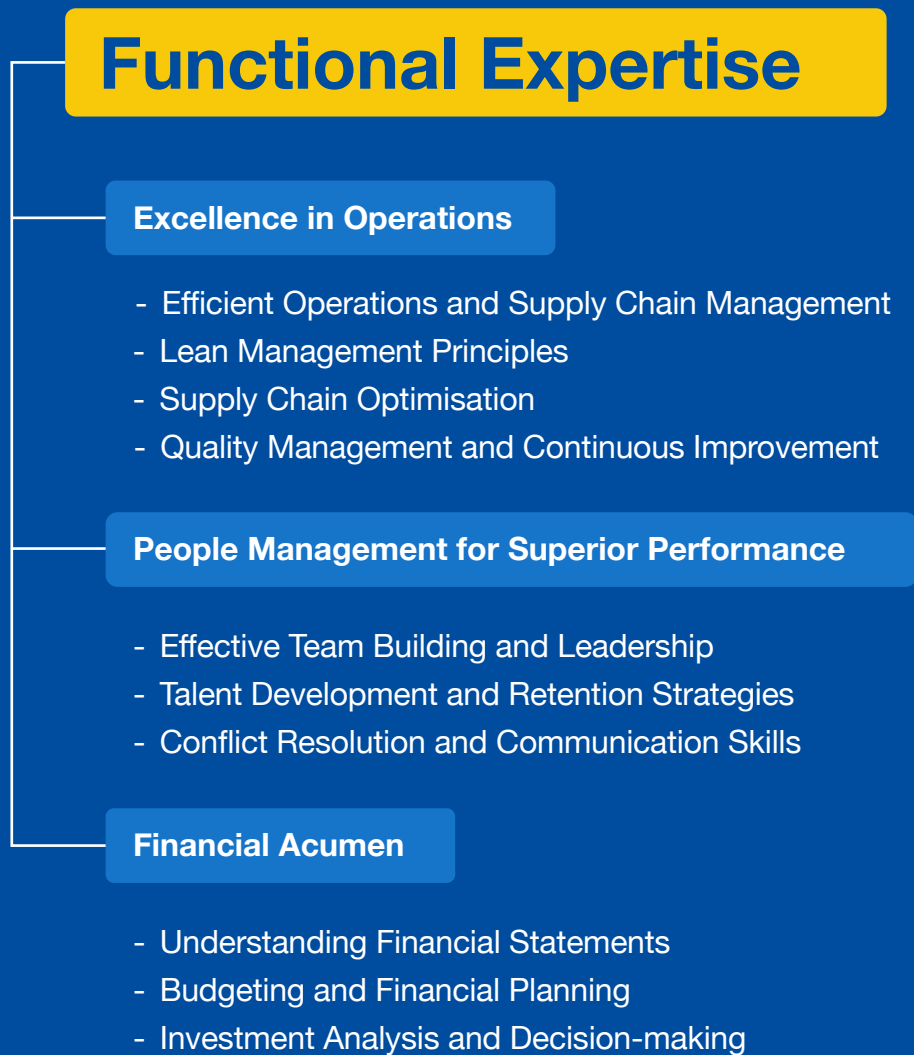 Functional Expertise
Excellence in Operations
- Efficient Operations and Supply Chain Management
- Lean Management Principles
- Supply Chain Optimisation
- Quality Management and Continuous Improvement
People Management for Superior Performance
- Effective Team Building and Leadership
- Talent Development and Retention Strategies
- Conflict Resolution and Communication Skills
Financial Acumen
- Understanding Financial Statements
- Budgeting and Financial Planning
- Investment Analysis and Decision-making